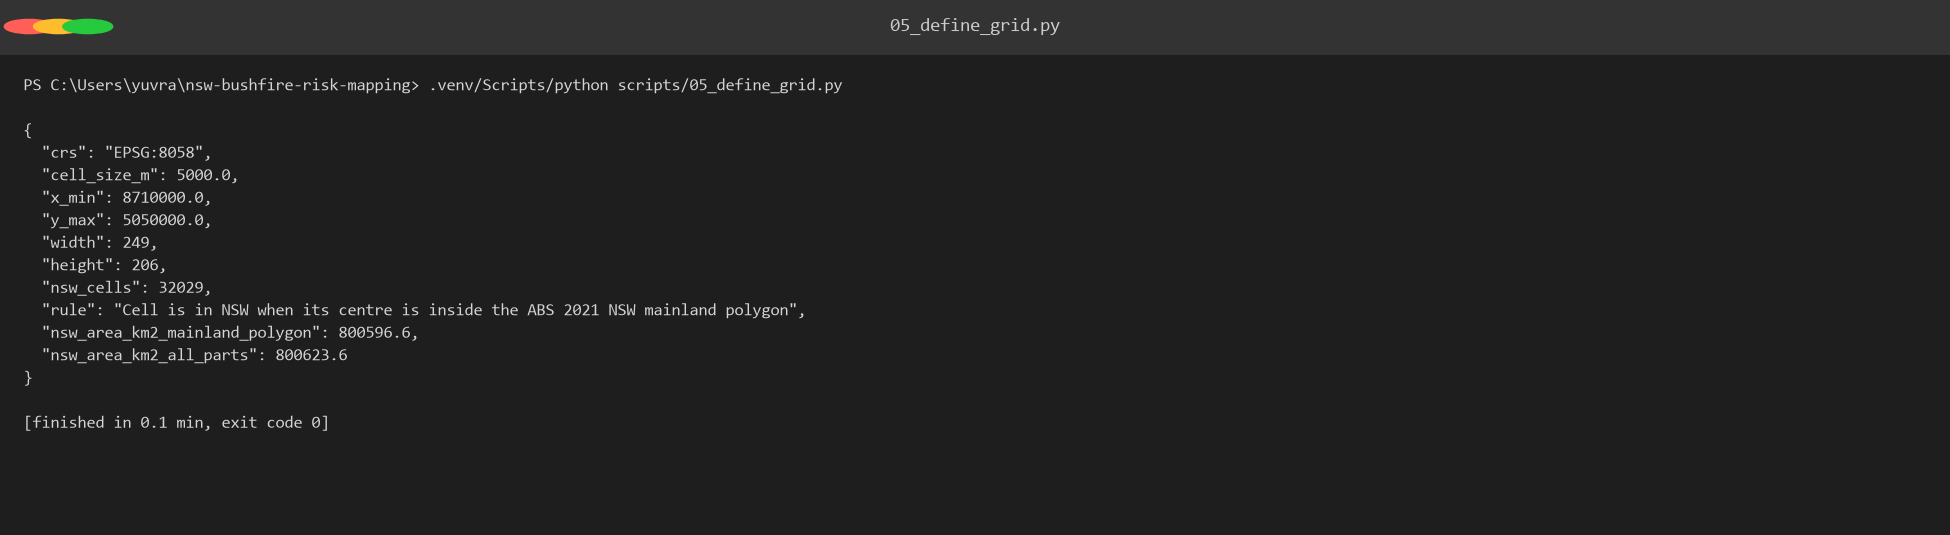 05_define_grid.py
PS C:\Users\yuvra\nsw-bushfire-risk-mapping> .venv/Scripts/python scripts/05_define_grid.py
{
  "crs": "EPSG:8058",
  "cell_size_m": 5000.0,
  "x_min": 8710000.0,
  "y_max": 5050000.0,
  "width": 249,
  "height": 206,
  "nsw_cells": 32029,
  "rule": "Cell is in NSW when its centre is inside the ABS 2021 NSW mainland polygon",
  "nsw_area_km2_mainland_polygon": 800596.6,
  "nsw_area_km2_all_parts": 800623.6
}
[finished in 0.1 min, exit code 0]